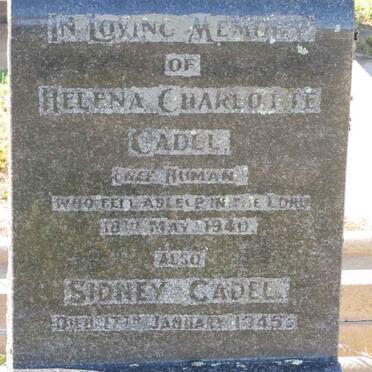 In Loving Memory
of
Helena Charlotte
Cadel
(nee Human)
who fell asleep in the Lord
18th May 1940.
also
Sidney Cadel.
Died 17th January 1945